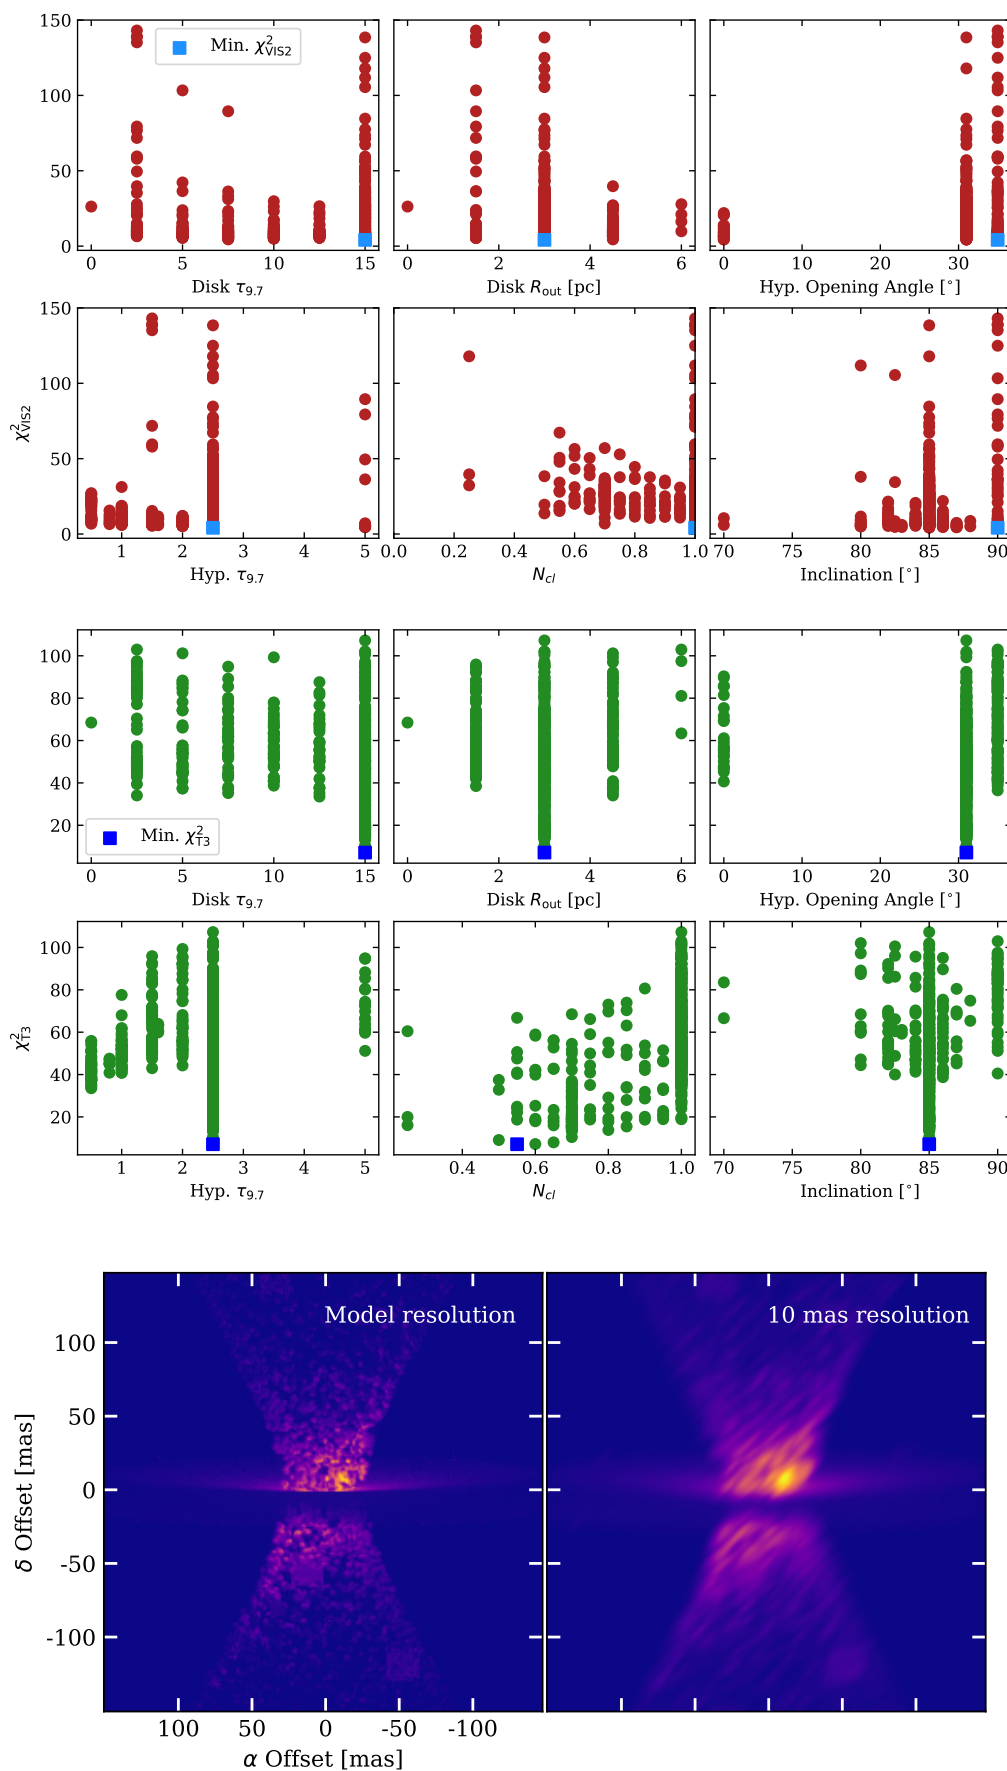 150
100
50
0
Min. χ²VIS2
0 5 10 15
Disk τ9.7
0 2 4 6
Disk Rout [pc]
0 10 20 30
Hyp. Opening Angle [°]
χ²VIS2
150
100
50
0
1 2 3 4 5
Hyp. τ9.7
0.0 0.2 0.4 0.6 0.8 1.0
Ncl
70 75 80 85 90
Inclination [°]
100
80
60
40
20
Min. χ²T3
0 5 10 15
Disk τ9.7
0 2 4 6
Disk Rout [pc]
0 10 20 30
Hyp. Opening Angle [°]
χ²T3
100
80
60
40
20
1 2 3 4 5
Hyp. τ9.7
0.4 0.6 0.8 1.0
Ncl
70 75 80 85 90
Inclination [°]
Model resolution
10 mas resolution
δ Offset [mas]
100
50
0
-50
-100
100 50 0 -50 -100
α Offset [mas]